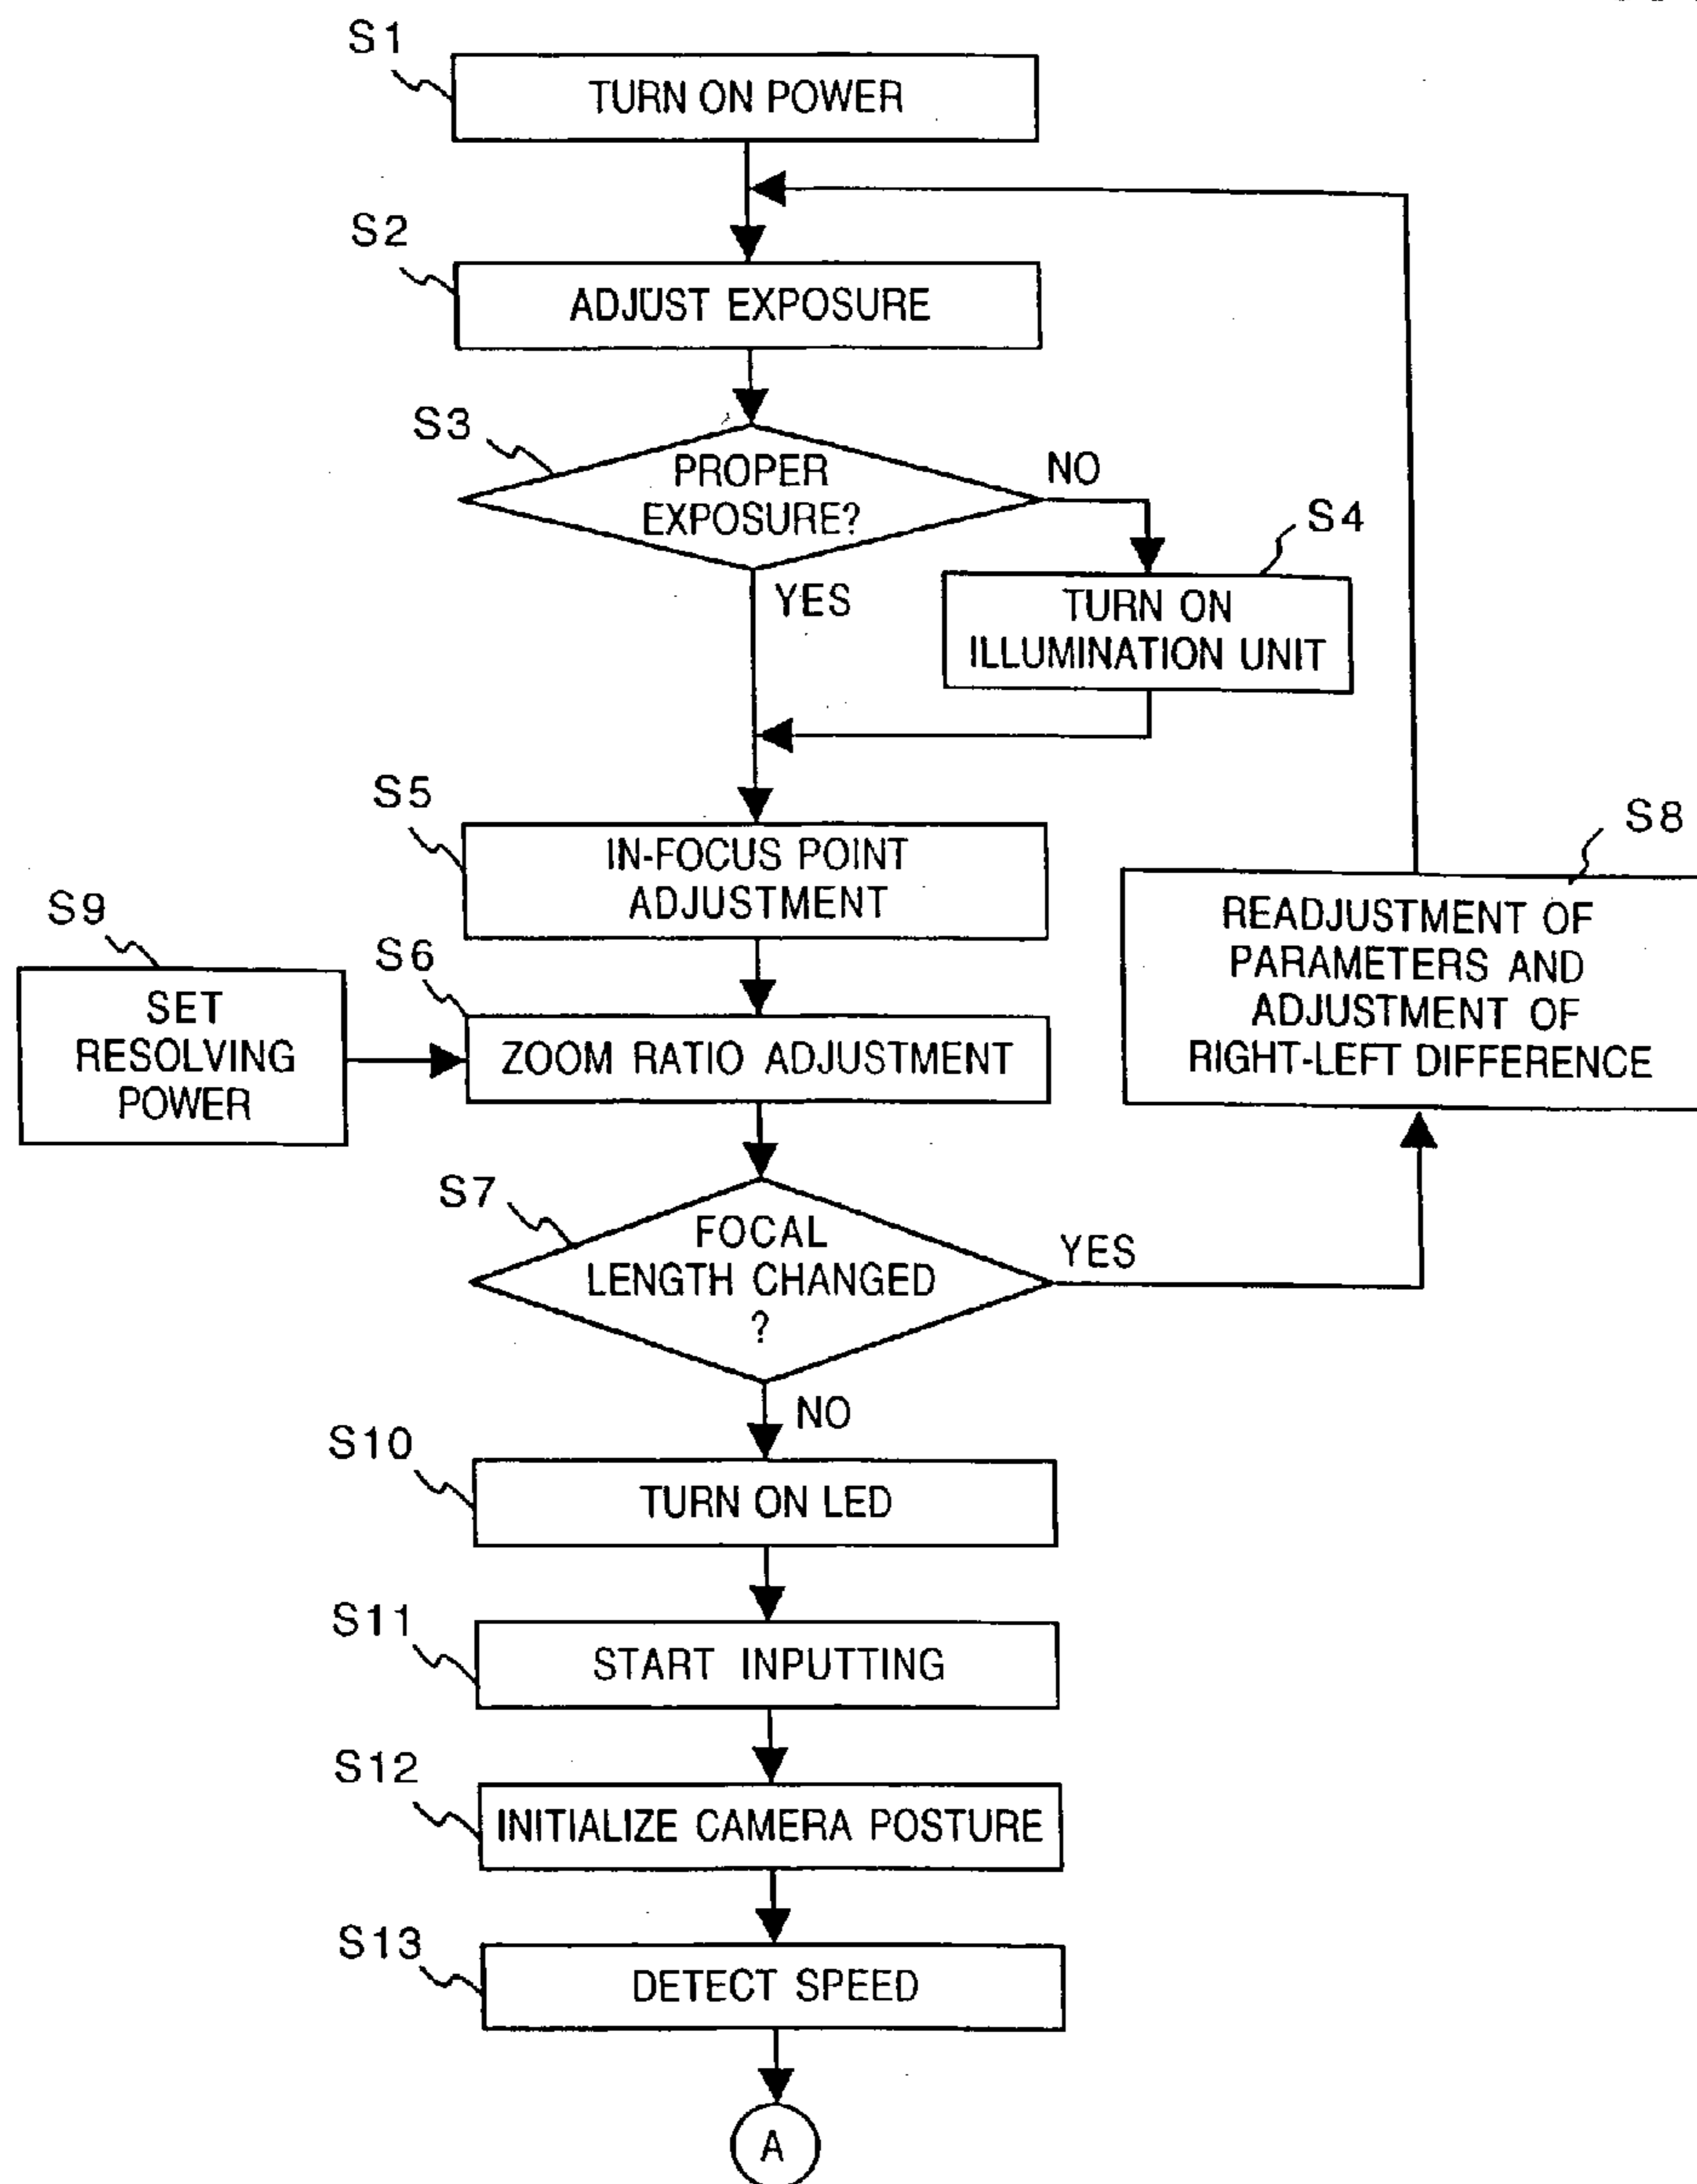 S1
TURN ON POWER
S2
ADJUST EXPOSURE
S3
PROPER
EXPOSURE?
NO
S4
TURN ON
ILLUMINATION UNIT
YES
S5
IN-FOCUS POINT
ADJUSTMENT
S8
READJUSTMENT OF
PARAMETERS AND
ADJUSTMENT OF
RIGHT-LEFT DIFFERENCE
S9
SET
RESOLVING
POWER
S6
ZOOM RATIO ADJUSTMENT
S7
FOCAL
LENGTH CHANGED
?
YES
NO
S10
TURN ON LED
S11
START INPUTTING
S12
INITIALIZE CAMERA POSTURE
S13
DETECT SPEED
A